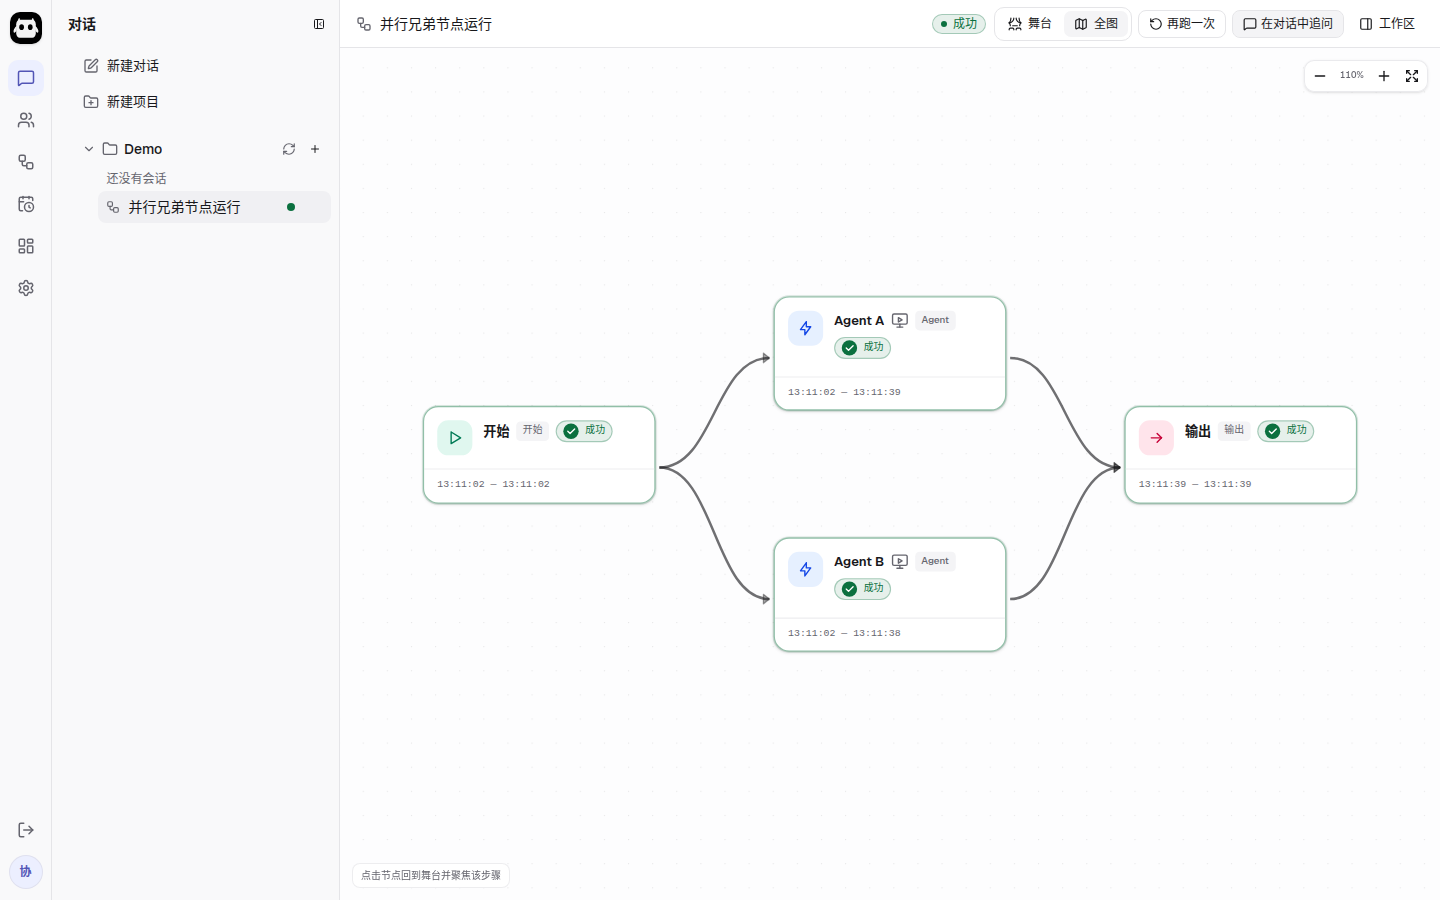 对话
新建对话
新建项目
Demo
还没有会话
并行兄弟节点运行
协
并行兄弟节点运行
成功
舞台
全图
再跑一次
在对话中追问
工作区
110%
Agent A Agent
成功
13:11:02 — 13:11:39
开始 开始 成功
13:11:02 — 13:11:02
输出 输出 成功
13:11:39 — 13:11:39
Agent B Agent
成功
13:11:02 — 13:11:38
点击节点回到舞台并聚焦该步骤